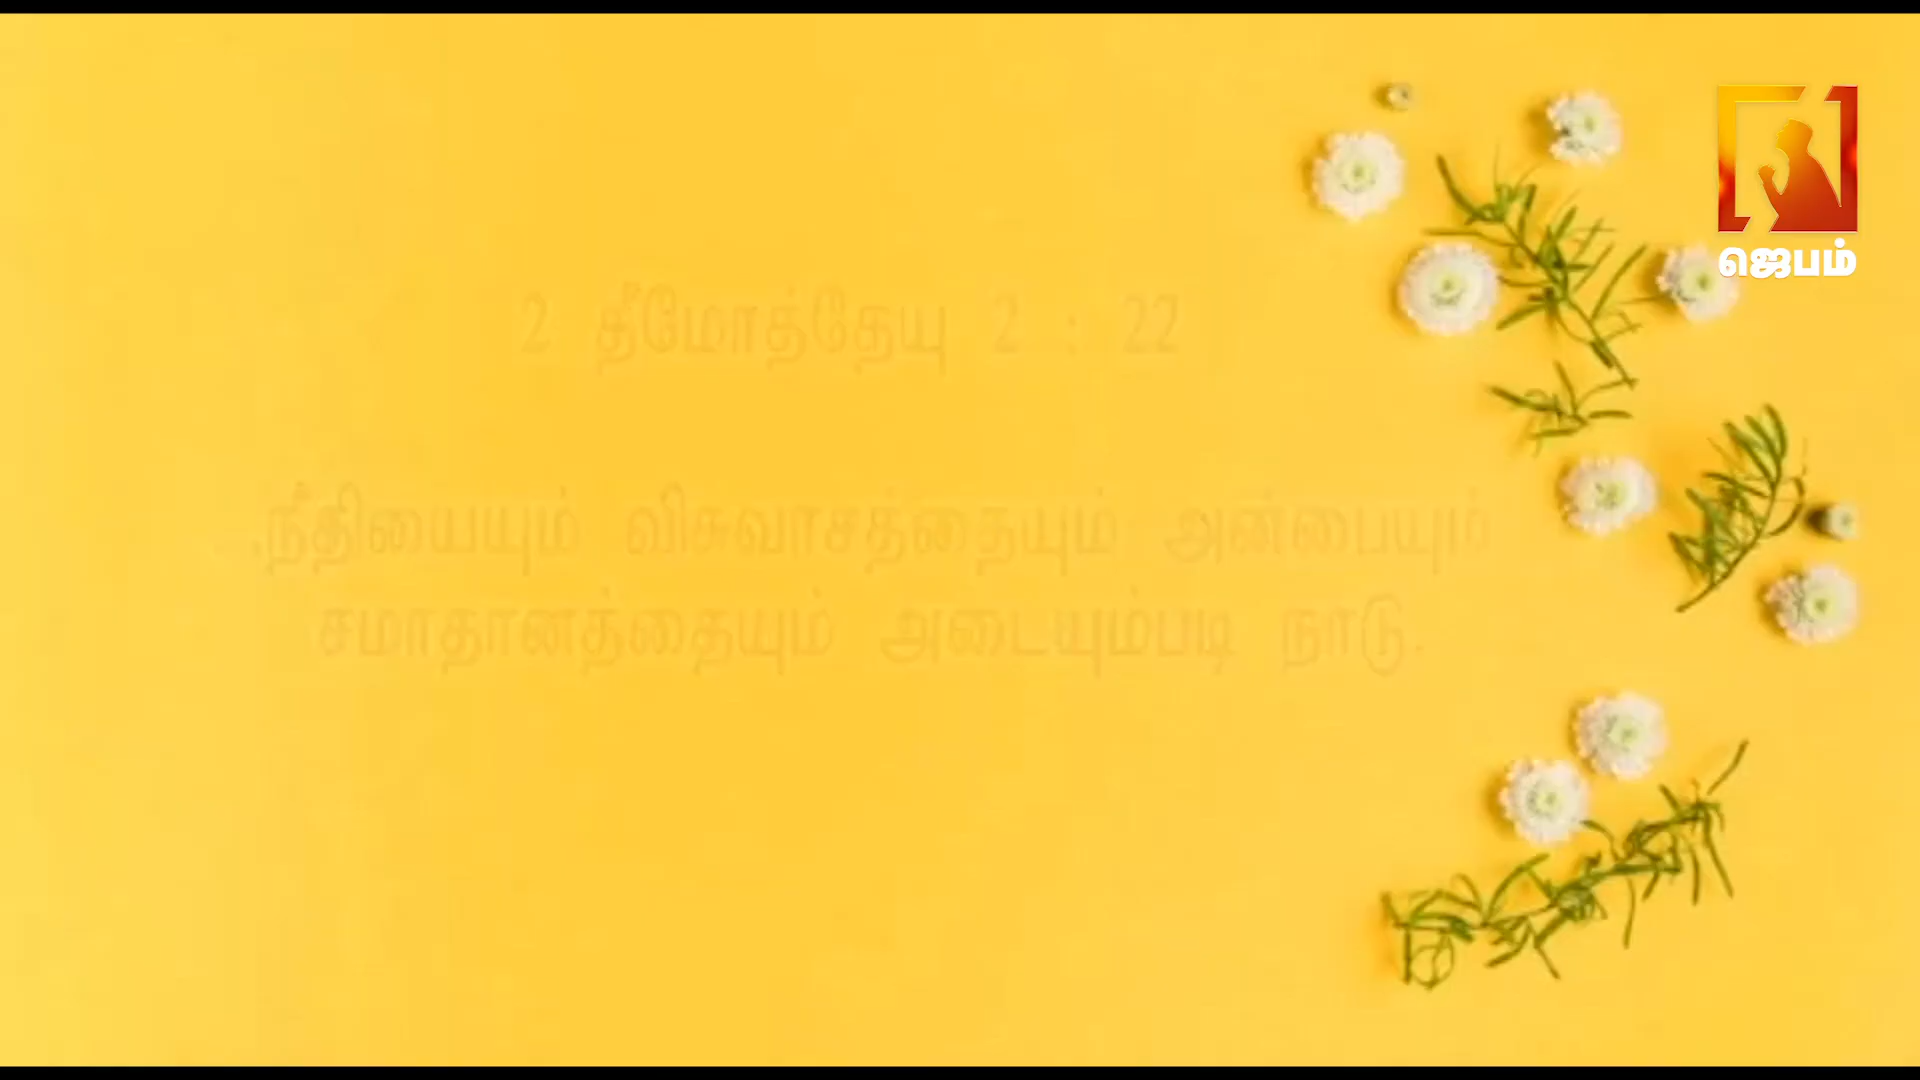 ஜெபம்
2 தீமோத்தேயு 2 : 22
நீதியையும் விசுவாசத்தையும் அன்பையும்
சமாதானத்தையும் அடையும்படி நாடு.